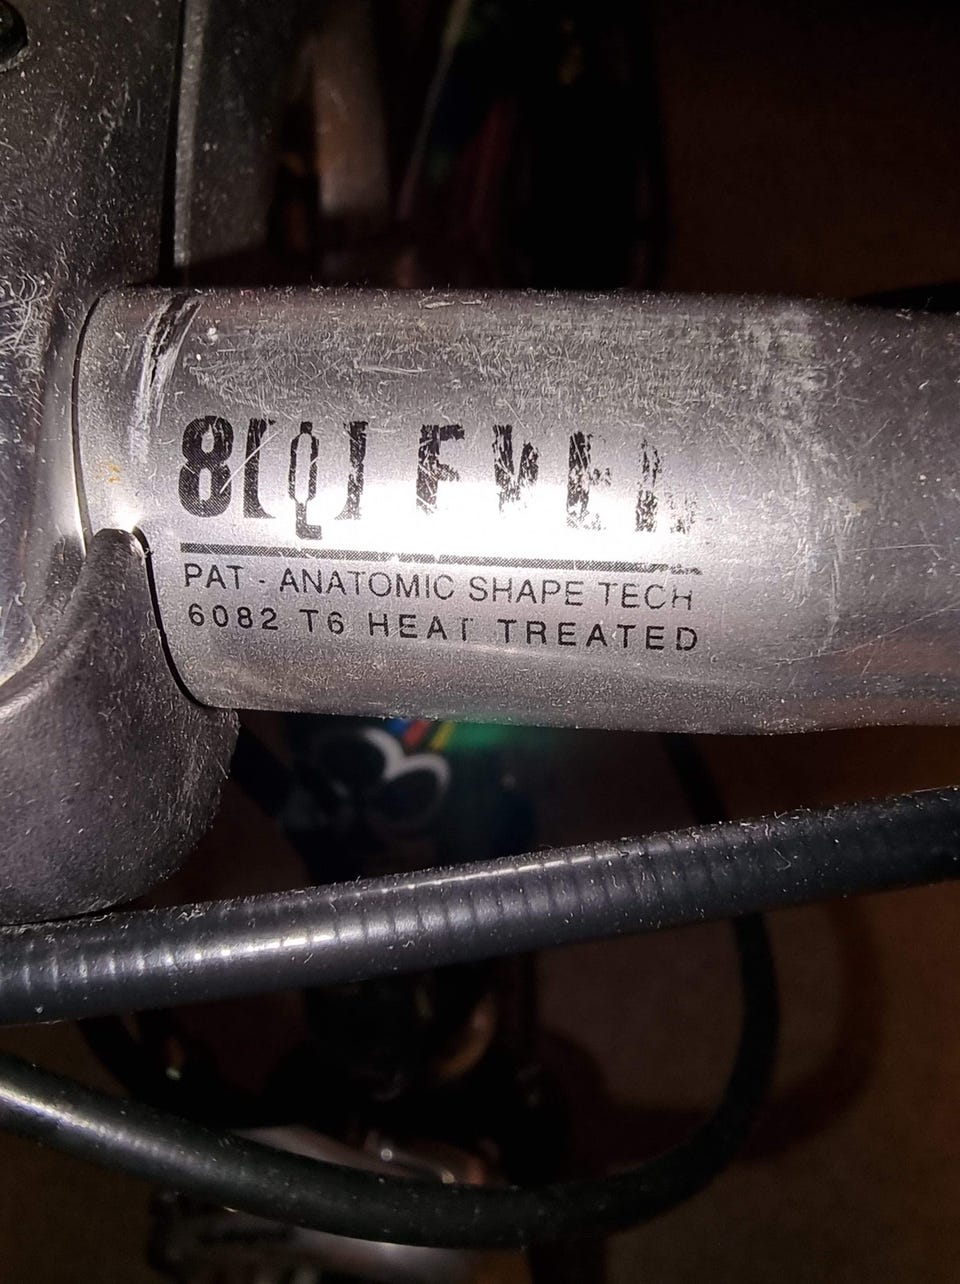 PAT - ANATOMIC SHAPE TECH
6082 T6 HEAT TREATED